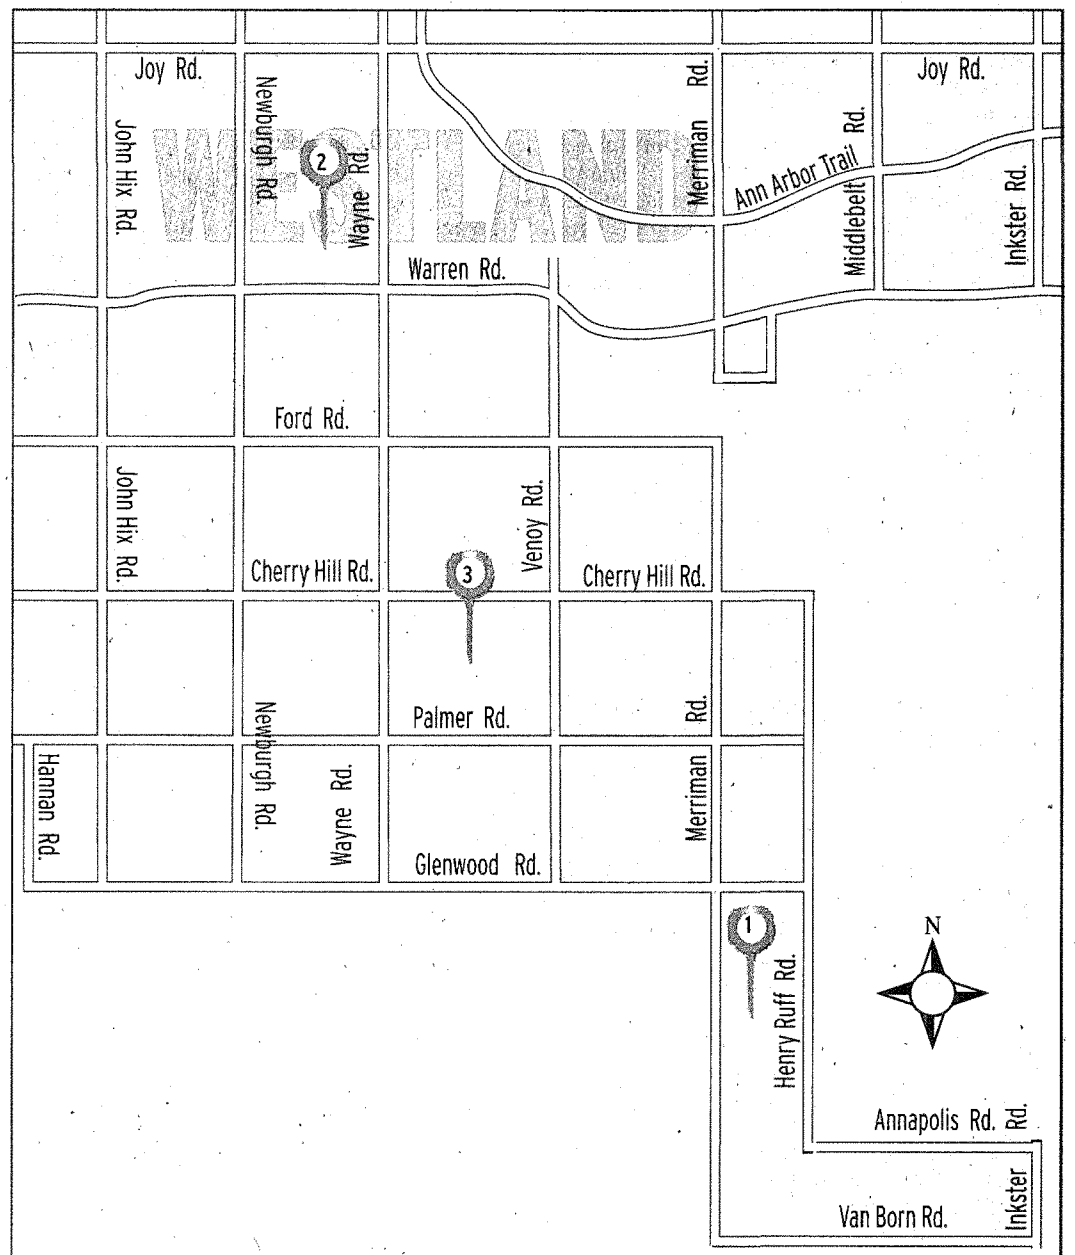 Joy Rd.
Joy Rd.
John Hix Rd.
Newburgh Rd.
Wayne Rd.
Merriman Rd.
Middlebelt Rd.
Inkster Rd.
WESTLAND
2
Ann Arbor Trail
Warren Rd.
Ford Rd.
John Hix Rd.
Venoy Rd.
Cherry Hill Rd.
3
Cherry Hill Rd.
Palmer Rd.
Hannan Rd.
Newburgh Rd.
Wayne Rd.
Merriman Rd.
Glenwood Rd.
1
N
Henry Ruff Rd.
Annapolis Rd.
Inkster Rd.
Van Born Rd.